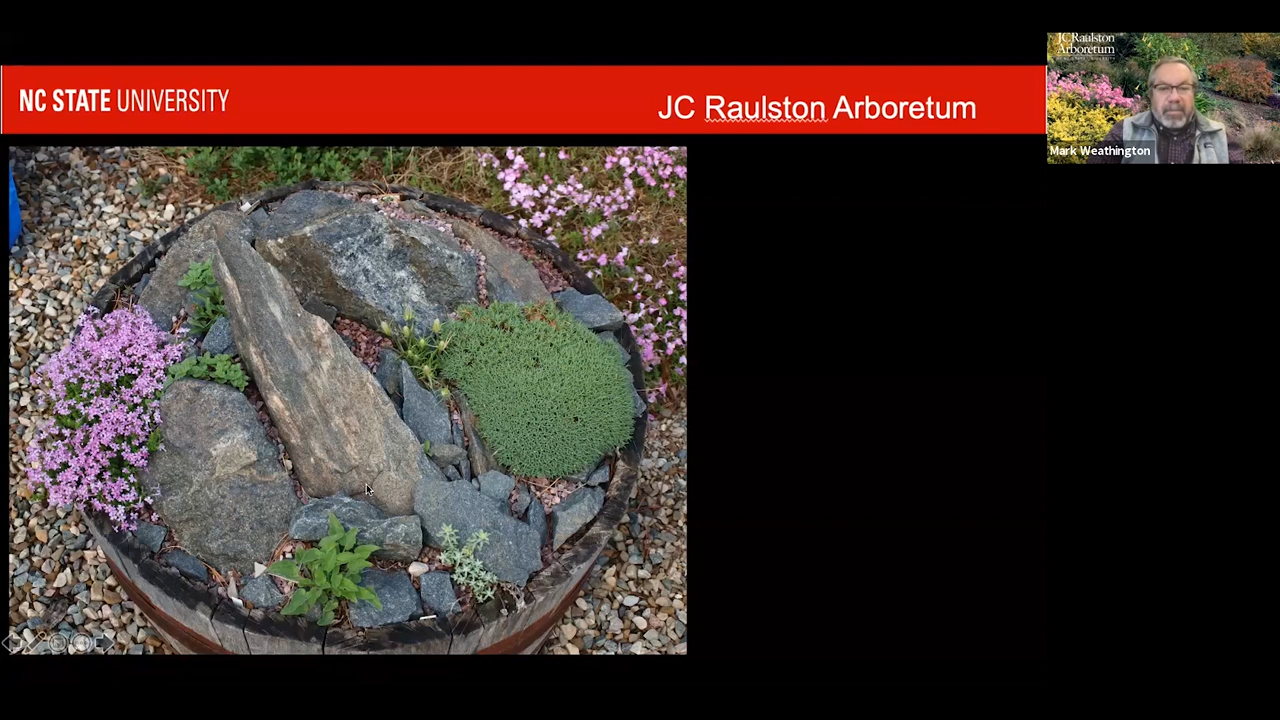 NC STATE UNIVERSITY
JC Raulston Arboretum
JC Raulston
Arboretum
Mark Weathington